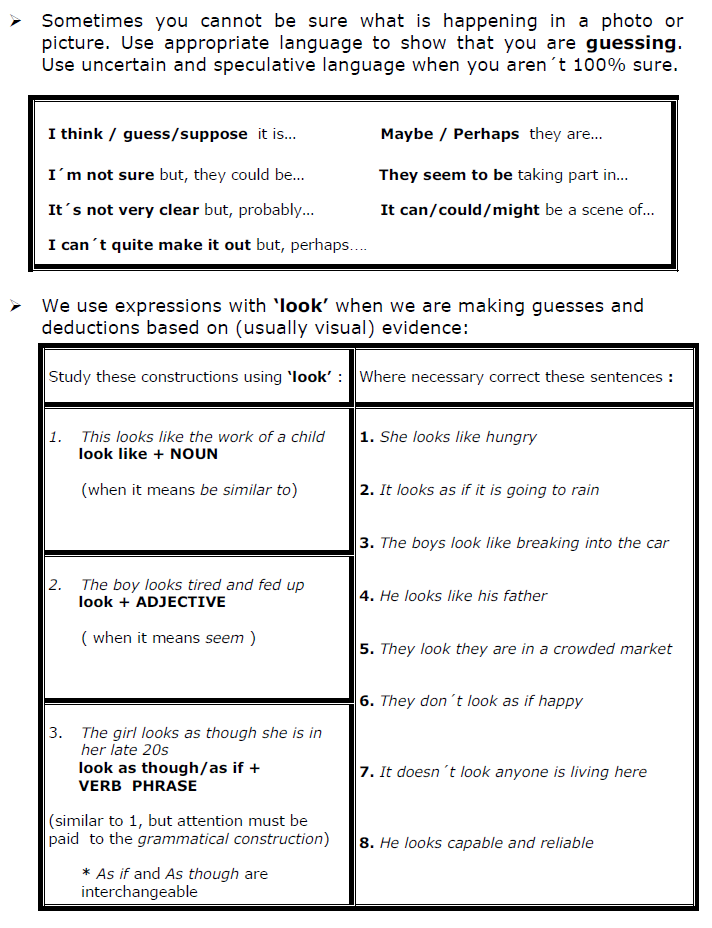 ➢ Sometimes you cannot be sure what is happening in a photo or
picture. Use appropriate language to show that you are guessing.
Use uncertain and speculative language when you aren´t 100% sure.
I think / guess/suppose it is...
Maybe / Perhaps they are...
I´m not sure but, they could be...
They seem to be taking part in...
It´s not very clear but, probably...
It can/could/might be a scene of...
I can´t quite make it out but, perhaps....
➢ We use expressions with ‘look’ when we are making guesses and
deductions based on (usually visual) evidence:
Study these constructions using ‘look’ :
1. This looks like the work of a child
look like + NOUN
(when it means be similar to)
2. The boy looks tired and fed up
look + ADJECTIVE
( when it means seem )
3. The girl looks as though she is in
her late 20s
look as though/as if +
VERB PHRASE
(similar to 1, but attention must be
paid to the grammatical construction)
* As if and As though are
interchangeable
Where necessary correct these sentences :
1. She looks like hungry
2. It looks as if it is going to rain
3. The boys look like breaking into the car
4. He looks like his father
5. They look they are in a crowded market
6. They don´t look as if happy
7. It doesn´t look anyone is living here
8. He looks capable and reliable